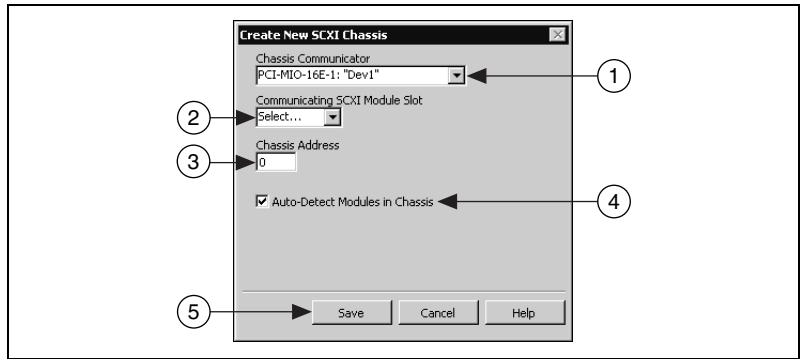 Create New SCXI Chassis
Chassis Communicator
PCI-MIO-16E-1: "Dev1"
1
Communicating SCXI Module Slot
2
Select...
Chassis Address
3
0
Auto-Detect Modules in Chassis
4
5
Save
Cancel
Help